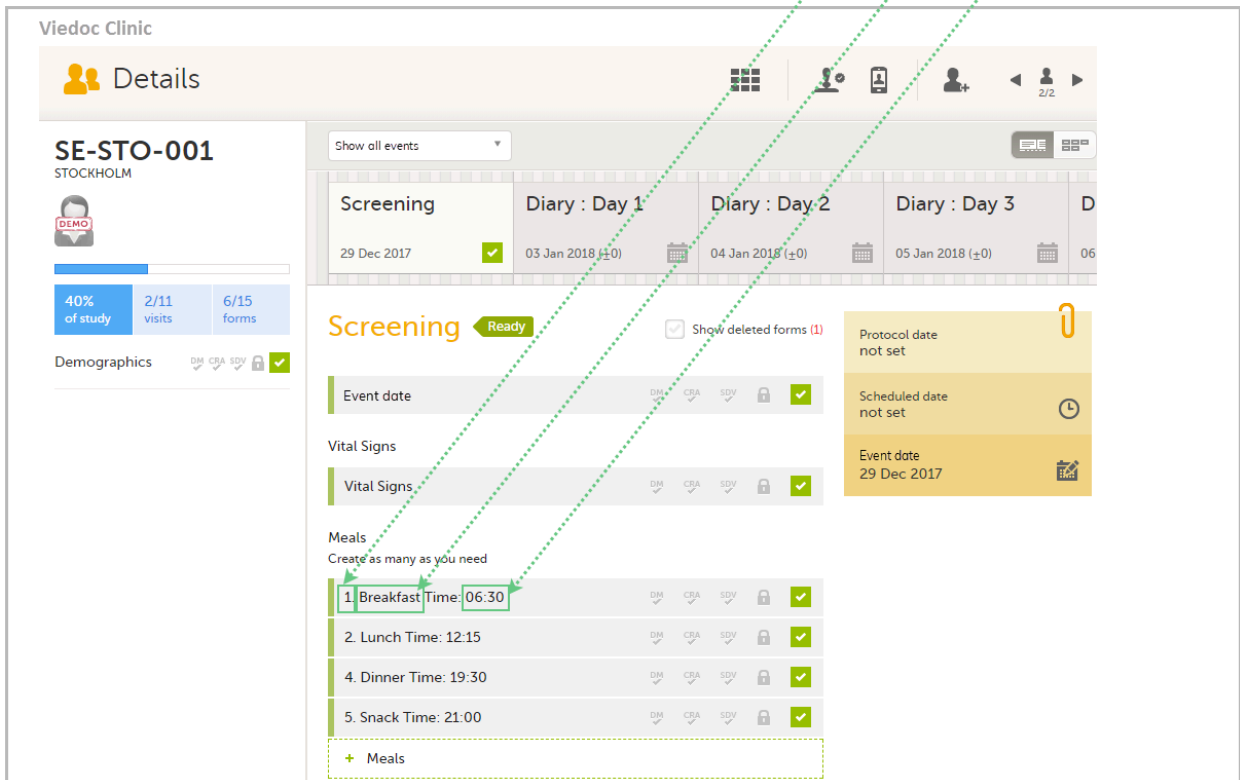 Viedoc Clinic
Details
2/2
SE-STO-001
STOCKHOLM
DEMO
40% of study
2/11 visits
6/15 forms
Demographics DM CRA SDV
Show all events
Screening
29 Dec 2017
Diary : Day 1
03 Jan 2018 (±0)
Diary : Day 2
04 Jan 2018 (±0)
Diary : Day 3
05 Jan 2018 (±0)
D
06
Screening Ready
Show deleted forms (1)
Event date DM CRA SDV
Vital Signs
Vital Signs DM CRA SDV
Meals
Create as many as you need
1. Breakfast Time: 06:30 DM CRA SDV
2. Lunch Time: 12:15 DM CRA SDV
4. Dinner Time: 19:30 DM CRA SDV
5. Snack Time: 21:00 DM CRA SDV
+ Meals
Protocol date
not set
Scheduled date
not set
Event date
29 Dec 2017